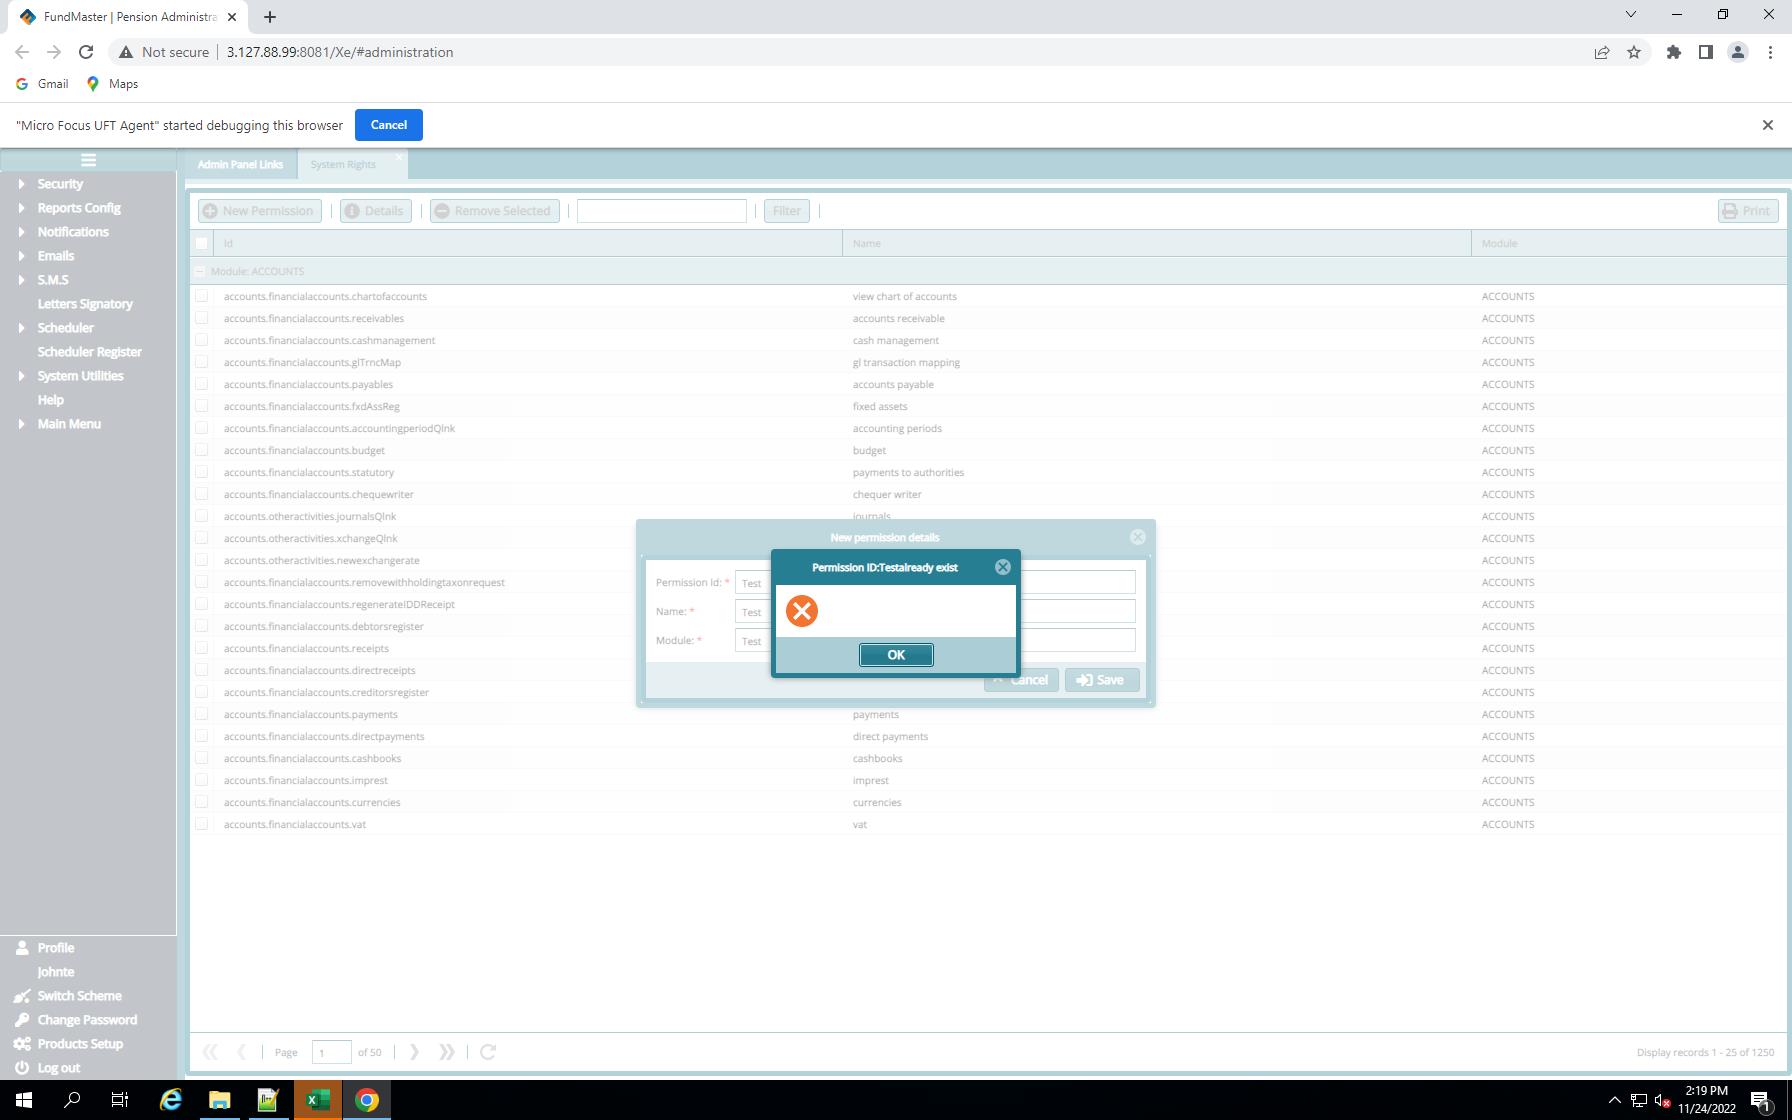 FundMaster | Pension Administra
Not secure
3.127.88.99:8081/Xe/#administration
Gmail
Maps
"Micro Focus UFT Agent" started debugging this browser
Cancel
Admin Panel Links
System Rights
Security
Reports Config
Notifications
Emails
S.M.S
Letters Signatory
Scheduler
Scheduler Register
System Utilities
Help
Main Menu
New Permission
Details
Remove Selected
Filter
Print
Id Name Module
Module: ACCOUNTS
accounts.financialaccounts.chartofaccounts view chart of accounts ACCOUNTS
accounts.financialaccounts.receivables accounts receivable ACCOUNTS
accounts.financialaccounts.cashmanagement cash management ACCOUNTS
accounts.financialaccounts.glTrncMap gl transaction mapping ACCOUNTS
accounts.financialaccounts.payables accounts payable ACCOUNTS
accounts.financialaccounts.fxdAssReg fixed assets ACCOUNTS
accounts.financialaccounts.accountingperiodQlnk accounting periods ACCOUNTS
accounts.financialaccounts.budget budget ACCOUNTS
accounts.financialaccounts.statutory payments to authorities ACCOUNTS
accounts.financialaccounts.chequewriter chequer writer ACCOUNTS
accounts.otheractivities.journalsQlnk journals ACCOUNTS
accounts.otheractivities.xchangeQlnk ACCOUNTS
accounts.otheractivities.newexchangerate ACCOUNTS
accounts.financialaccounts.removewithholdingtaxonrequest ACCOUNTS
accounts.financialaccounts.regenerateIDDReceipt ACCOUNTS
accounts.financialaccounts.debtorsregister ACCOUNTS
accounts.financialaccounts.receipts ACCOUNTS
accounts.financialaccounts.directreceipts ACCOUNTS
accounts.financialaccounts.creditorsregister ACCOUNTS
accounts.financialaccounts.payments payments ACCOUNTS
accounts.financialaccounts.directpayments direct payments ACCOUNTS
accounts.financialaccounts.cashbooks cashbooks ACCOUNTS
accounts.financialaccounts.imprest imprest ACCOUNTS
accounts.financialaccounts.currencies currencies ACCOUNTS
accounts.financialaccounts.vat vat ACCOUNTS
New permission details
Permission Id: * Test
Name: * Test
Module: * Test
Cancel
Save
Permission ID:Testalready exist
OK
Profile
Johnte
Switch Scheme
Change Password
Products Setup
Log out
Page 1 of 50
Display records 1 - 25 of 1250
2:19 PM
11/24/2022
1